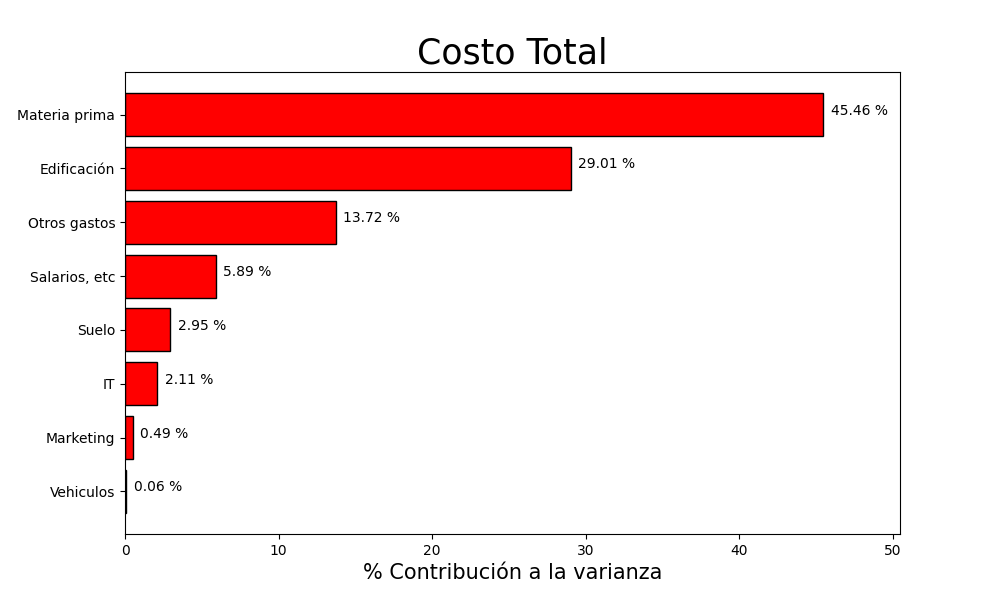 Costo Total
Materia prima 45.46 %
Edificación 29.01 %
Otros gastos 13.72 %
Salarios, etc 5.89 %
Suelo 2.95 %
IT 2.11 %
Marketing 0.49 %
Vehiculos 0.06 %
0 10 20 30 40 50
% Contribución a la varianza